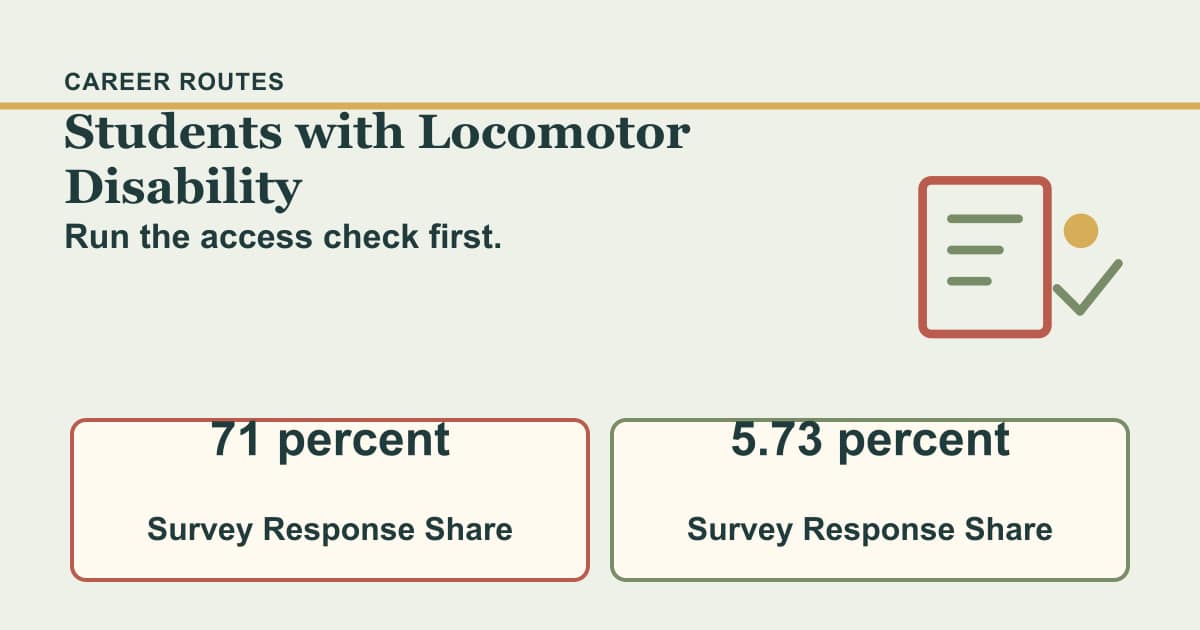 CAREER ROUTES
Students with Locomotor
Disability
Run the access check first.
71 percent
Survey Response Share
5.73 percent
Survey Response Share